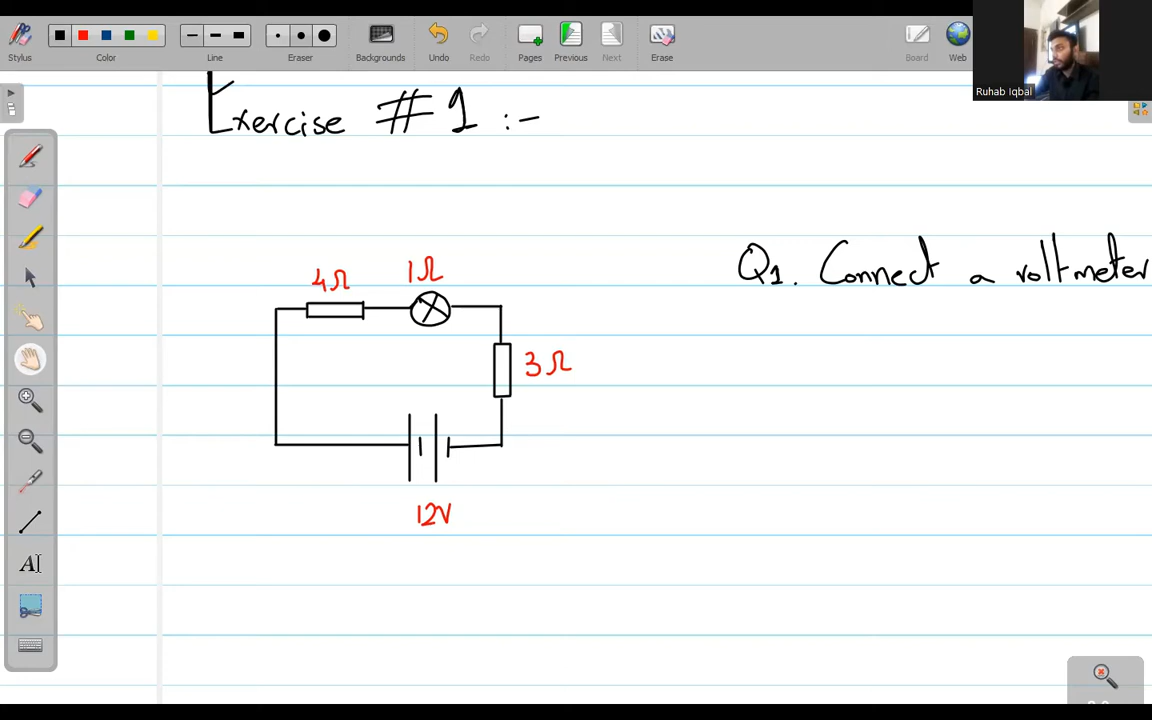 Stylus
Color
Line
Eraser
Backgrounds
Undo
Redo
Pages
Previous
Next
Erase
Board
Web
Ruhab Iqbal
Exercise # 1 :-
Q1. Connect a voltmeter
4Ω
1Ω
3Ω
12V
AI